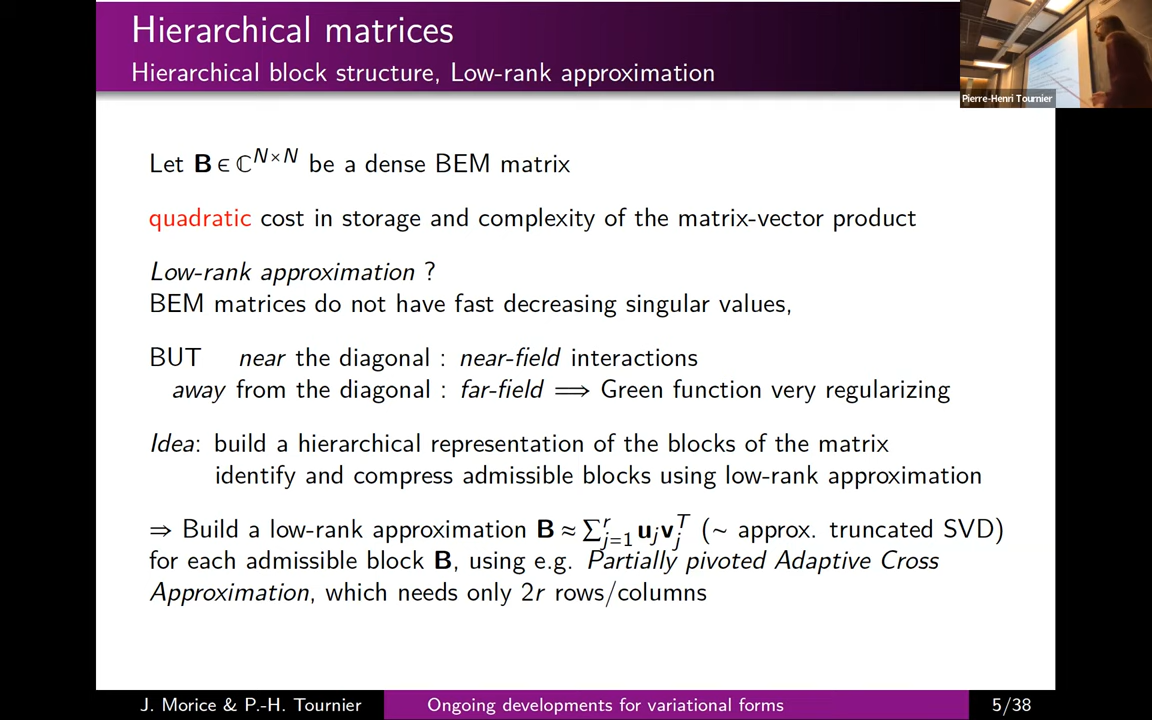 Hierarchical matrices
Hierarchical block structure, Low-rank approximation
Pierre-Henri Tournier
Let B ∈ ℂ^{N×N} be a dense BEM matrix
quadratic cost in storage and complexity of the matrix-vector product
Low-rank approximation ?
BEM matrices do not have fast decreasing singular values,
BUT near the diagonal : near-field interactions
away from the diagonal : far-field ⟹ Green function very regularizing
Idea: build a hierarchical representation of the blocks of the matrix
identify and compress admissible blocks using low-rank approximation
⇒ Build a low-rank approximation B ≈ ∑_{j=1}^{r} u_j v_j^T (∼ approx. truncated SVD)
for each admissible block B, using e.g. Partially pivoted Adaptive Cross
Approximation, which needs only 2r rows/columns
J. Morice & P.-H. Tournier Ongoing developments for variational forms 5/38